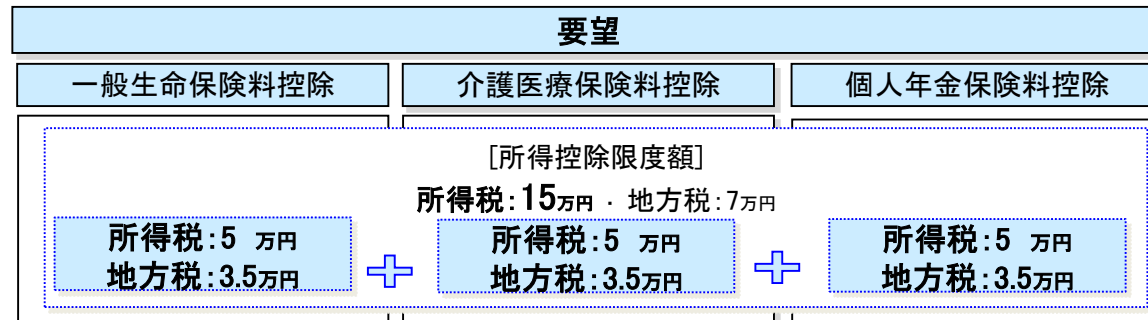 要望
一般生命保険料控除
介護医療保険料控除
個人年金保険料控除
[所得控除限度額]
所得税:15万円・地方税:7万円
所得税:5 万円
地方税:3.5万円
所得税:5 万円
地方税:3.5万円
所得税:5 万円
地方税:3.5万円